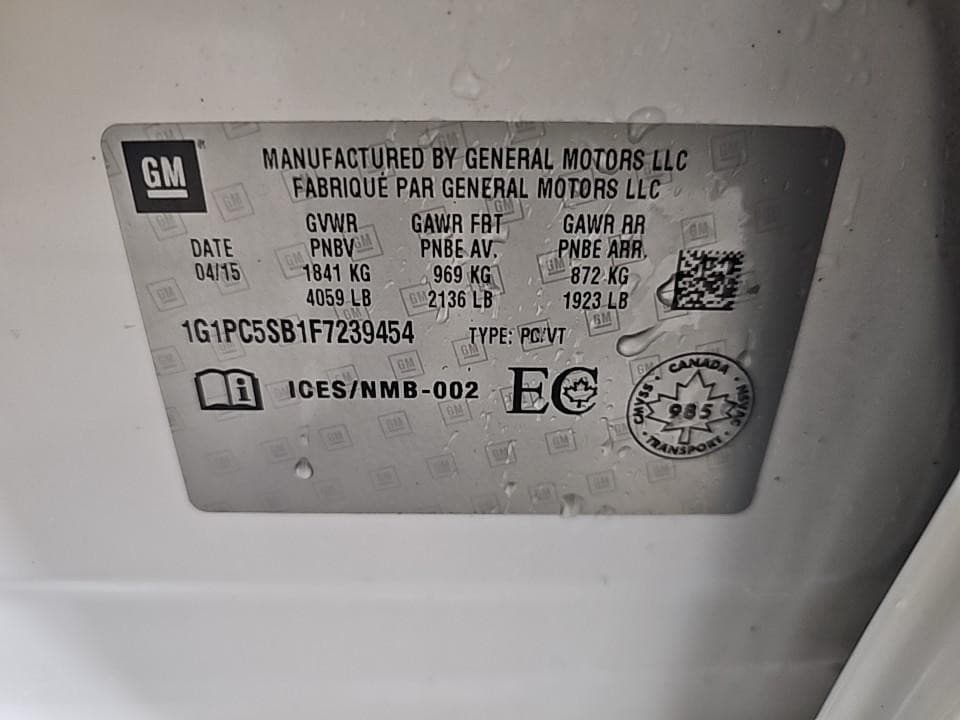 GM
MANUFACTURED BY GENERAL MOTORS LLC
FABRIQUÉ PAR GENERAL MOTORS LLC
GVWR GAWR FRT GAWR RR
DATE PNBV PNBE AV. PNBE ARR.
04/15 1841 KG 969 KG 872 KG
4059 LB 2136 LB 1923 LB
1G1PC5SB1F7239454 TYPE: PC/VT
i ICES/NMB-002 EC
CANADA
CMVSS 985 NSVAC
TRANSPORT